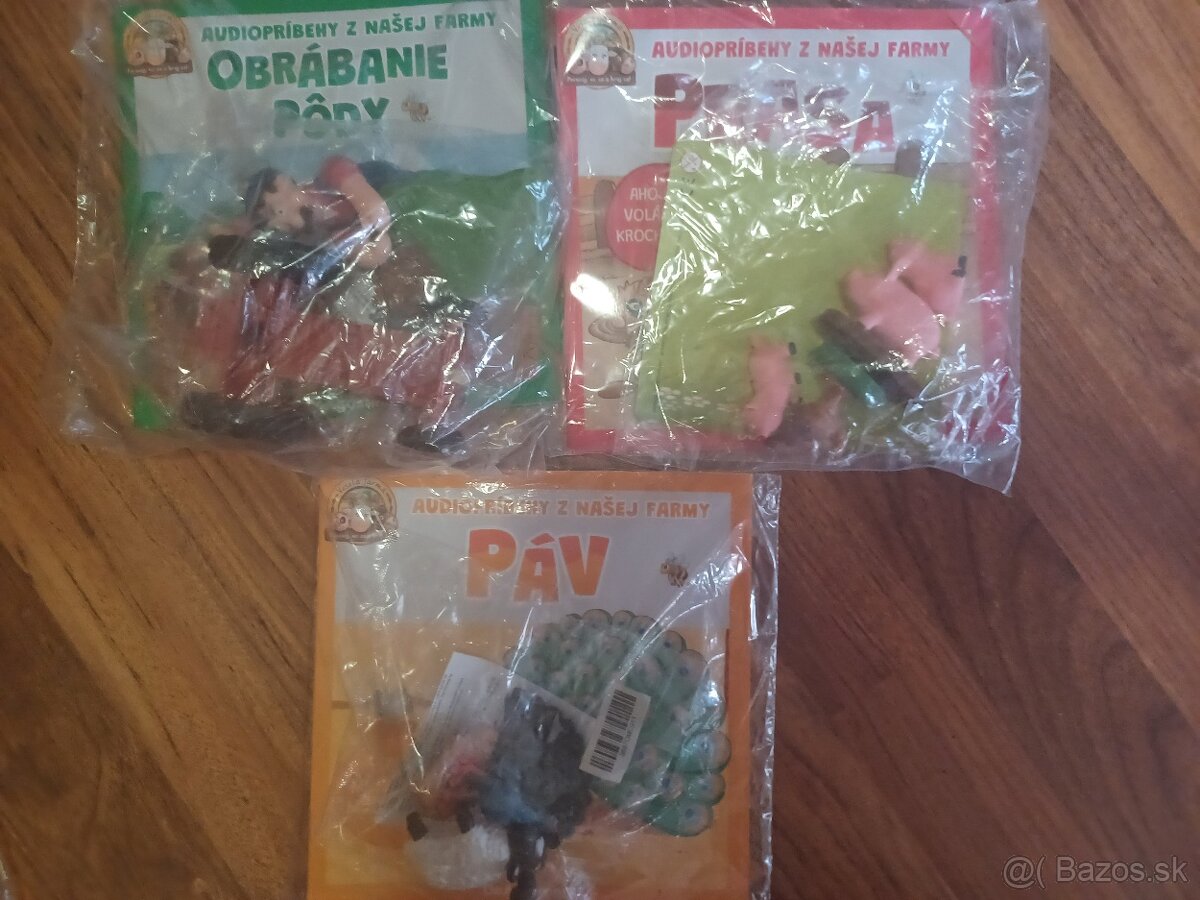 AUDIOPRÍBEHY Z NAŠEJ FARMY
OBRÁBANIE
PÔDY
AUDIOPRÍBEHY Z NAŠEJ FARMY
AUDIOPRÍBEHY Z NAŠEJ FARMY
PÁV
@( Bazos.sk